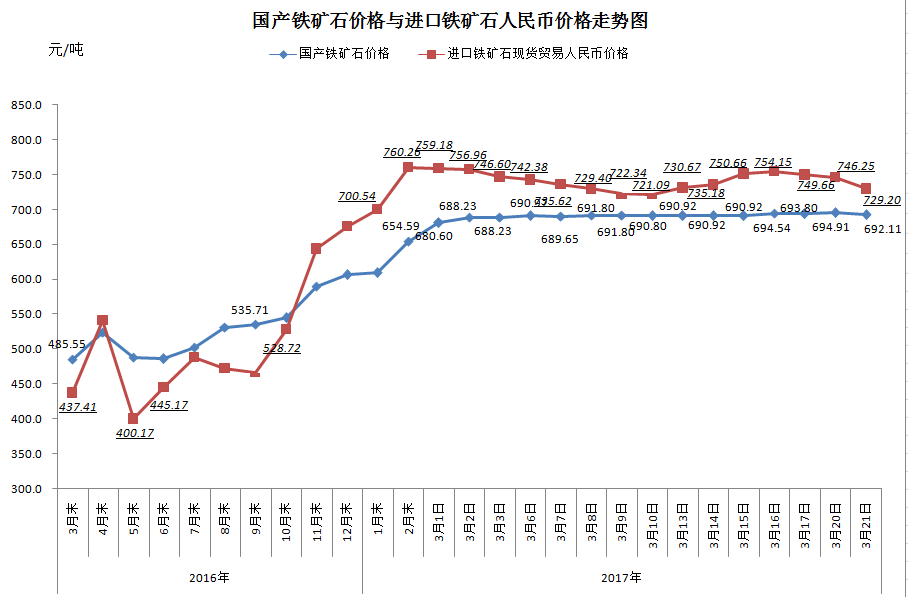 国产铁矿石价格与进口铁矿石人民币价格走势图
元/吨
国产铁矿石价格 进口铁矿石现货贸易人民币价格
850.0
800.0
750.0
700.0
650.0
600.0
550.0
500.0
450.0
400.0
350.0
300.0
760.26 759.18 756.96 746.60 742.38 735.62 729.40 722.34 721.09 730.67 735.18 750.66 754.15 749.66 746.25 729.20
700.54
654.59 680.60 688.23 688.23 690.92 689.65 691.80 691.80 690.80 690.92 690.92 690.92 694.54 693.80 694.91 692.11
485.55 535.71
437.41 400.17 445.17 528.72
3月末 4月末 5月末 6月末 7月末 8月末 9月末 10月末 11月末 12月末 1月末 2月末 3月1日 3月2日 3月3日 3月6日 3月7日 3月8日 3月9日 3月10日 3月13日 3月14日 3月15日 3月16日 3月17日 3月20日 3月21日
2016年 2017年